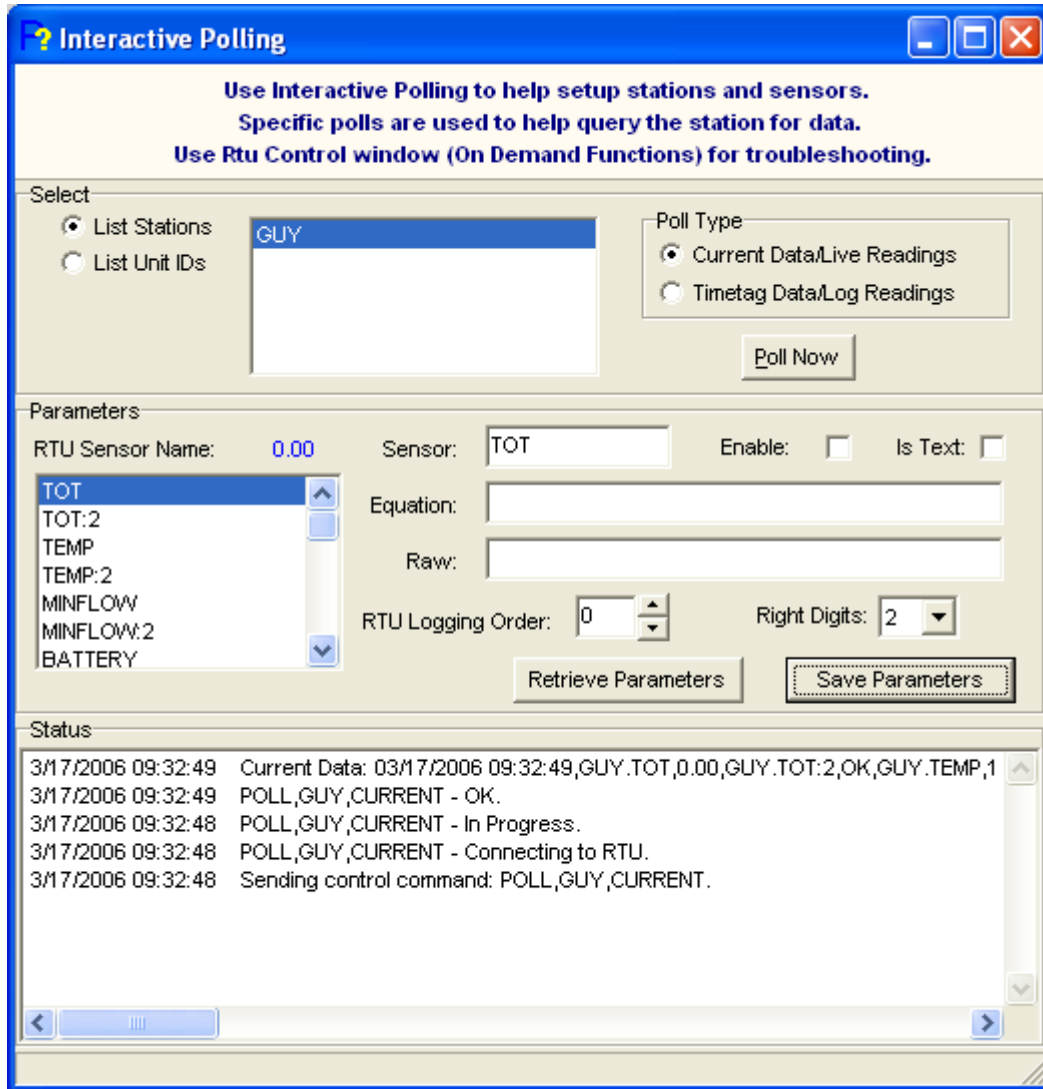 Interactive Polling
Use Interactive Polling to help setup stations and sensors.
Specific polls are used to help query the station for data.
Use Rtu Control window (On Demand Functions) for troubleshooting.
Select
List Stations
List Unit IDs
GUY
Poll Type
Current Data/Live Readings
Timetag Data/Log Readings
Poll Now
Parameters
RTU Sensor Name: 0.00 Sensor: TOT Enable: Is Text:
TOT
TOT:2
TEMP
TEMP:2
MINFLOW
MINFLOW:2
BATTERY
Equation:
Raw:
RTU Logging Order: 0 Right Digits: 2
Retrieve Parameters Save Parameters
Status
3/17/2006 09:32:49 Current Data: 03/17/2006 09:32:49,GUY.TOT,0.00,GUY.TOT:2,OK,GUY.TEMP,1
3/17/2006 09:32:49 POLL,GUY,CURRENT - OK.
3/17/2006 09:32:48 POLL,GUY,CURRENT - In Progress.
3/17/2006 09:32:48 POLL,GUY,CURRENT - Connecting to RTU.
3/17/2006 09:32:48 Sending control command: POLL,GUY,CURRENT.